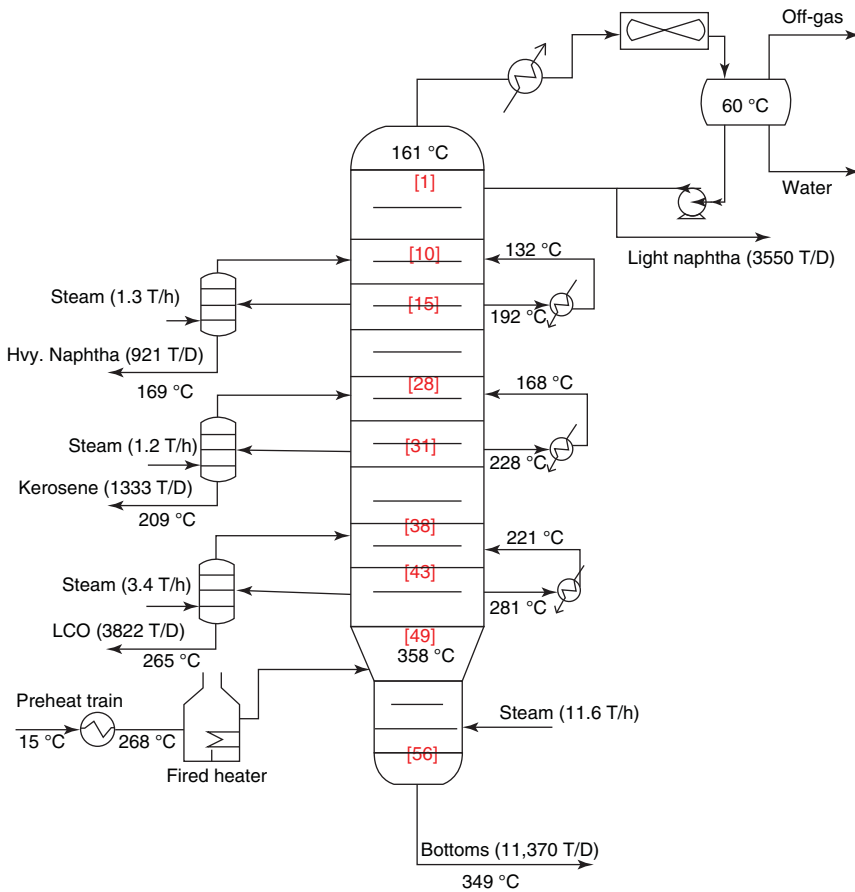 Off-gas
60 °C
161 °C
Water
[1]
Light naphtha (3550 T/D)
[10]
132 °C
Steam (1.3 T/h)
[15]
192 °C
Hvy. Naphtha (921 T/D)
169 °C
[28]
168 °C
Steam (1.2 T/h)
[31]
228 °C
Kerosene (1333 T/D)
209 °C
[38]
221 °C
Steam (3.4 T/h)
[43]
281 °C
LCO (3822 T/D)
[49]
265 °C
358 °C
Preheat train
Steam (11.6 T/h)
15 °C
268 °C
[56]
Fired heater
Bottoms (11,370 T/D)
349 °C